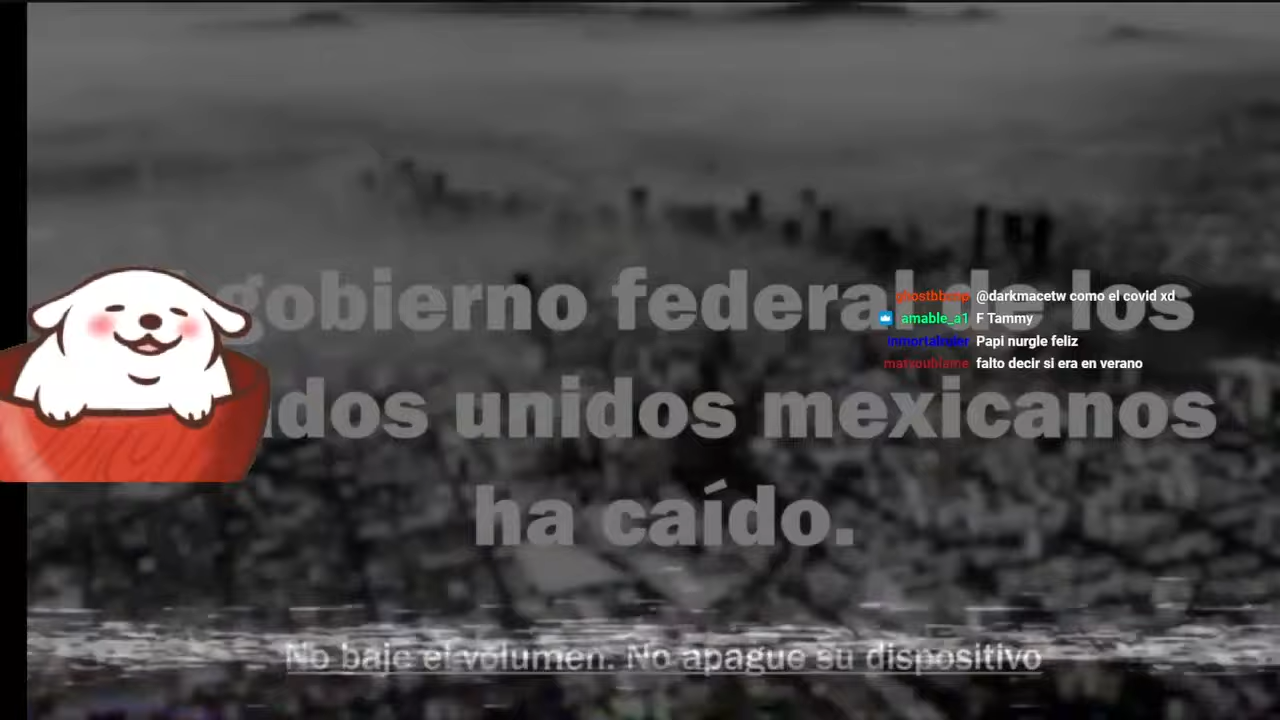 gobierno federal de los
@darkmacetw como el covid xd
amable_a1 F Tammy
Papi nurgle feliz
falto decir si era en verano
dos unidos mexicanos
ha caído.
No baje el volumen. No apague su dispositivo